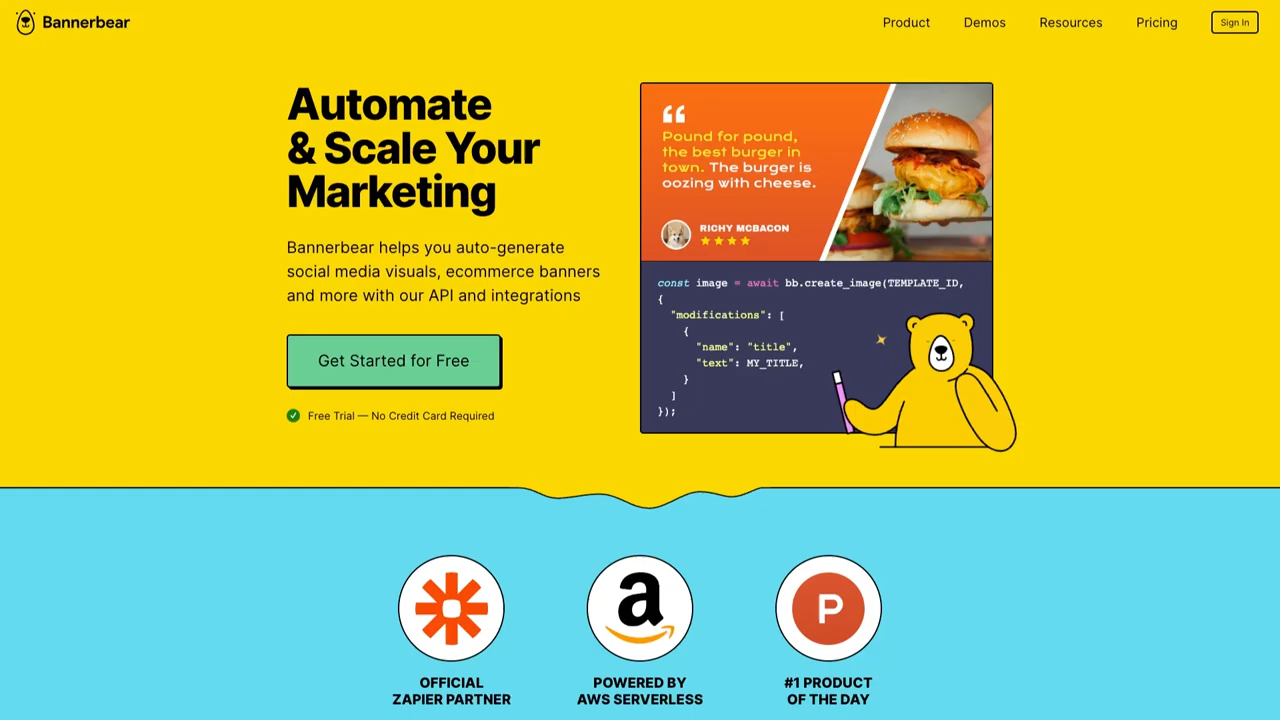 Bannerbear
Product
Demos
Resources
Pricing
Sign In
Automate
& Scale Your
Marketing
Bannerbear helps you auto-generate
social media visuals, ecommerce banners
and more with our API and integrations
Get Started for Free
Free Trial — No Credit Card Required
“
Pound for pound,
the best burger in
town. The burger is
oozing with cheese.
RICHY MCBACON
const image = await bb.create_image(TEMPLATE_ID,
{
"modifications": [
{
"name": "title",
"text": MY_TITLE,
}
]
});
a
P
OFFICIAL
ZAPIER PARTNER
POWERED BY
AWS SERVERLESS
#1 PRODUCT
OF THE DAY